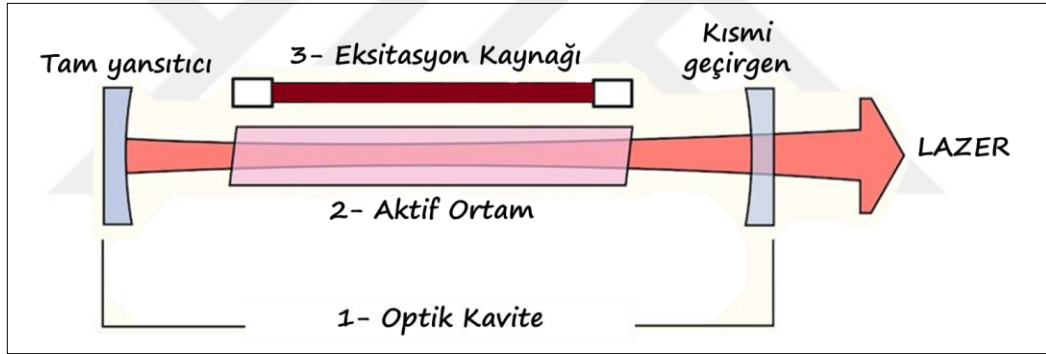 Tam yansıtıcı
3- Eksitasyon Kaynağı
Kısmi
geçirgen
LAZER
2- Aktif Ortam
1- Optik Kavite